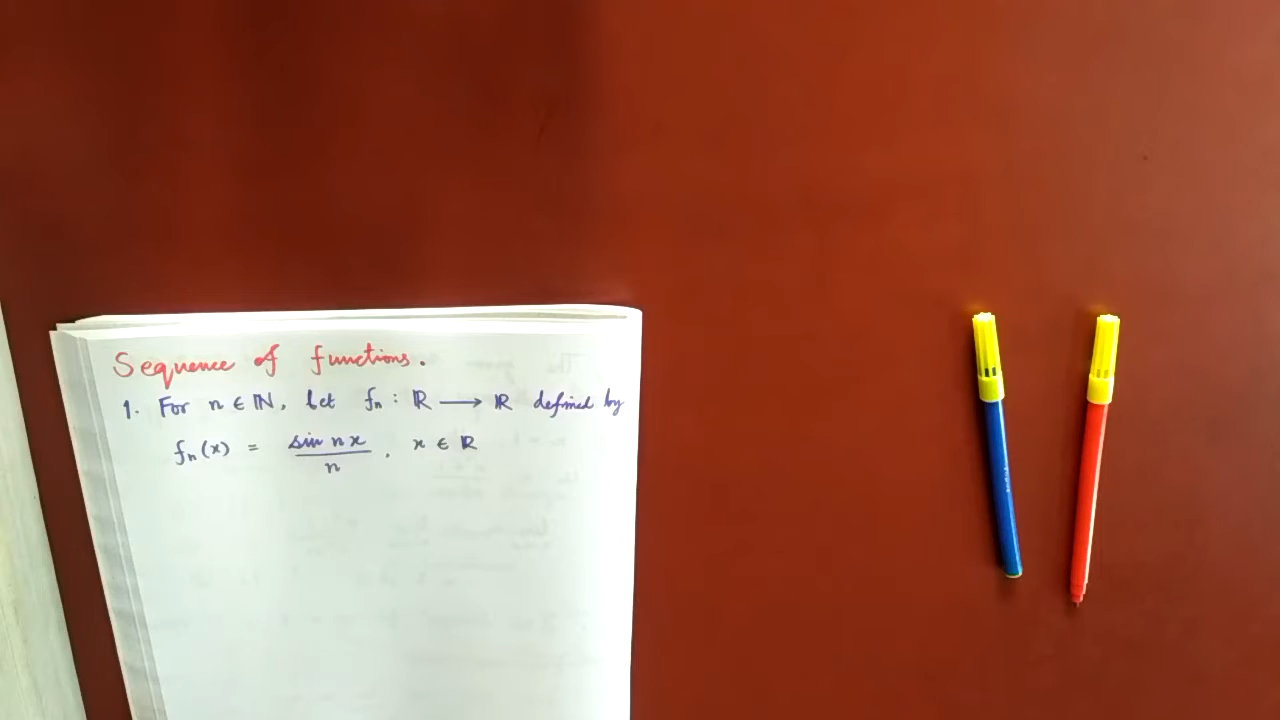 Sequence of functions.
1. For n ∈ ℕ, let fₙ : ℝ ⟶ ℝ defined by
fₙ(x) = sin nx / n , x ∈ ℝ